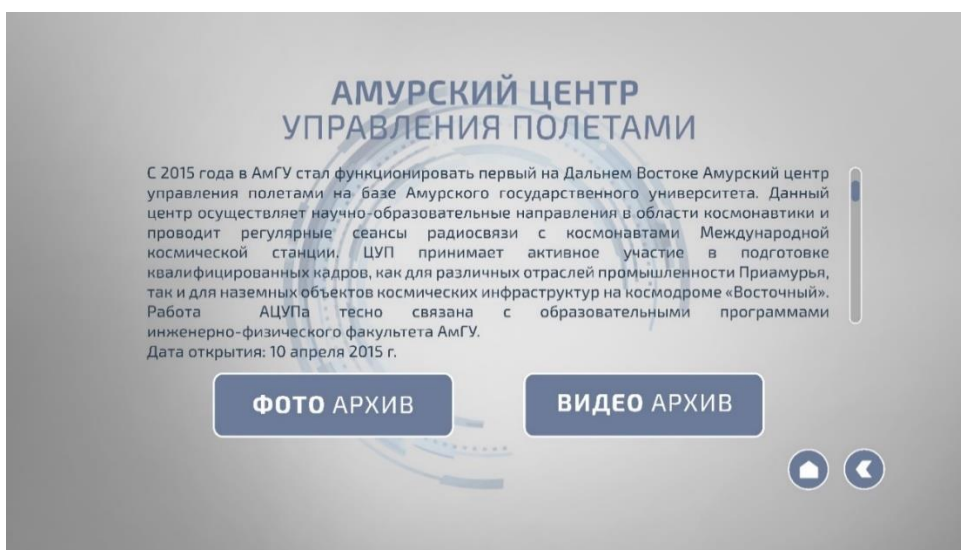 АМУРСКИЙ ЦЕНТР
УПРАВЛЕНИЯ ПОЛЕТАМИ
С 2015 года в АмГУ стал функционировать первый на Дальнем Востоке Амурский центр
управления полетами на базе Амурского государственного университета. Данный
центр осуществляет научно-образовательные направления в области космонавтики и
проводит регулярные сеансы радиосвязи с космонавтами Международной
космической станции. ЦУП принимает активное участие в подготовке
квалифицированных кадров, как для различных отраслей промышленности Приамурья,
так и для наземных объектов космических инфраструктур на космодроме «Восточный».
Работа АЦУПа тесно связана с образовательными программами
инженерно-физического факультета АмГУ.
Дата открытия: 10 апреля 2015 г.
ФОТО АРХИВ
ВИДЕО АРХИВ